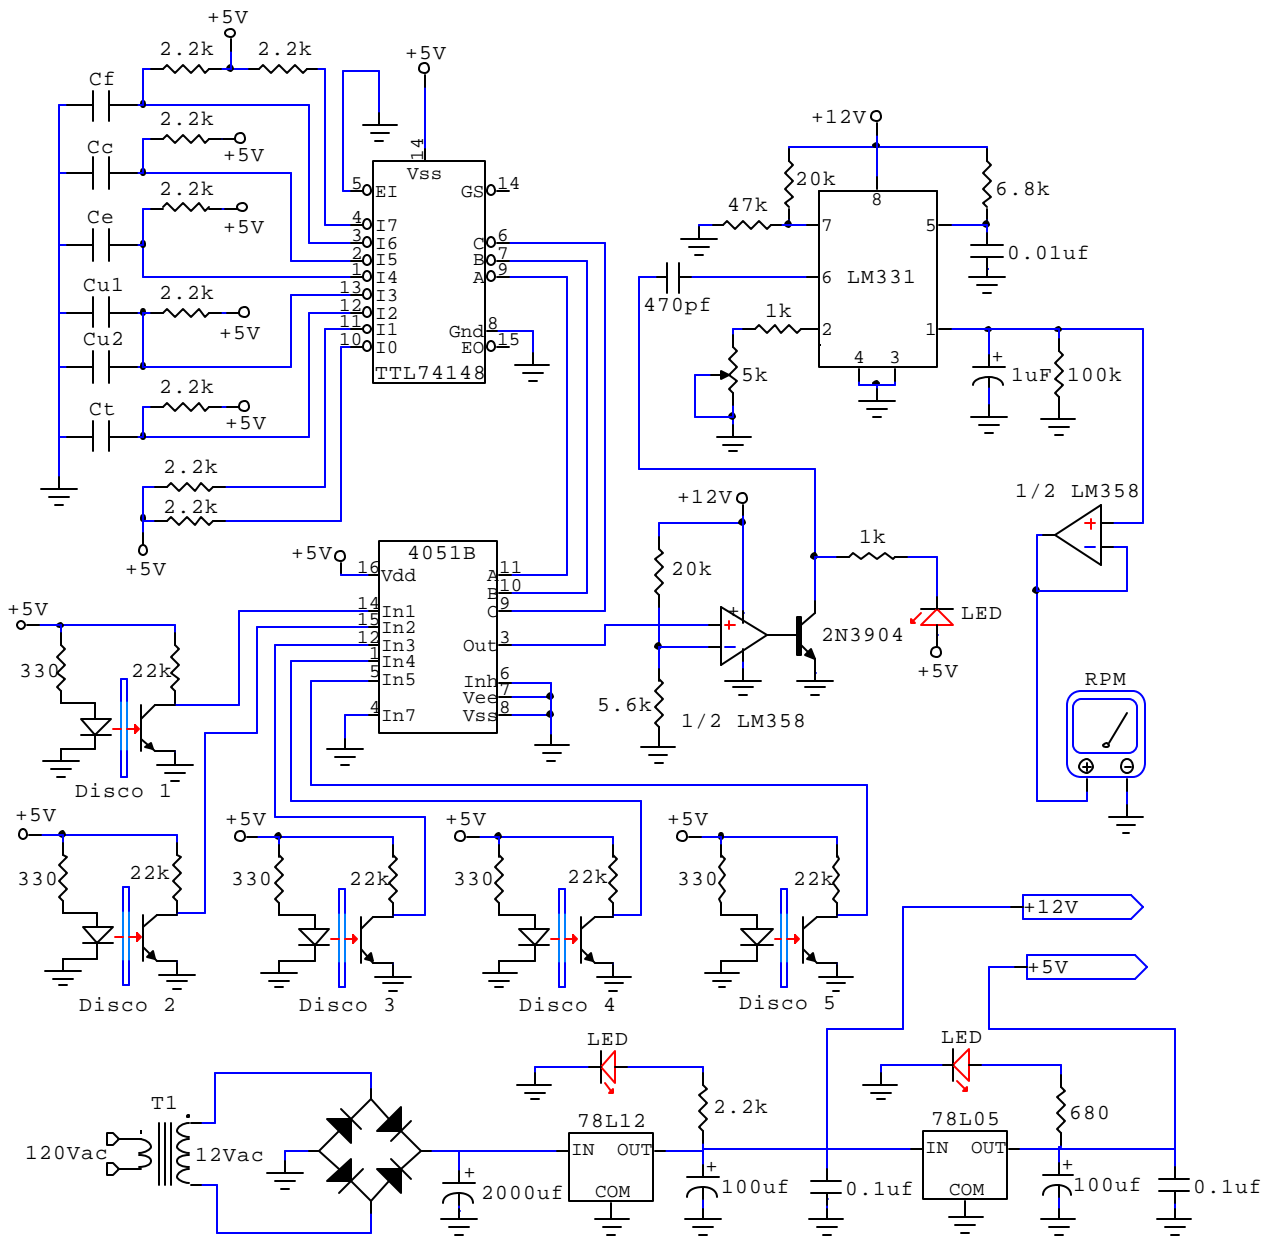 +5V
2.2k 2.2k
Cf
2.2k
+5V
Cc
2.2k
+5V
Ce
2.2k
+5V
Cu1
Cu2
2.2k
+5V
Ct
2.2k
2.2k
+5V
+5V
14
Vss
5 EI
GS 14
4 I7
3 I6
2 I5
1 I4
13 I3
12 I2
11 I1
10 I0
C 6
B 7
A 9
Gnd 8
EO 15
TTL74148
+12V
20k
6.8k
47k
7
8
5
0.01uf
6
LM331
470pf
1k
2
1
5k
4 3
+
1uF
100k
1/2 LM358
+
−
+5V
4051B
16 Vdd
A 11
B 10
C 9
14 In1
15 In2
12 In3
1 In4
5 In5
4 In7
Out 3
Inh 6
Vee 7
Vss 8
+12V
20k
+
+
−
5.6k
1/2 LM358
2N3904
1k
LED
+5V
RPM
+ −
+5V
330
22k
Disco 1
+5V
330
22k
Disco 2
+5V
330
22k
Disco 3
+5V
330
22k
Disco 4
+5V
330
22k
Disco 5
+12V
+5V
T1
120Vac
12Vac
+
2000uf
LED
2.2k
78L12
IN OUT
COM
+
100uf
0.1uf
LED
680
78L05
IN OUT
COM
+
100uf
0.1uf